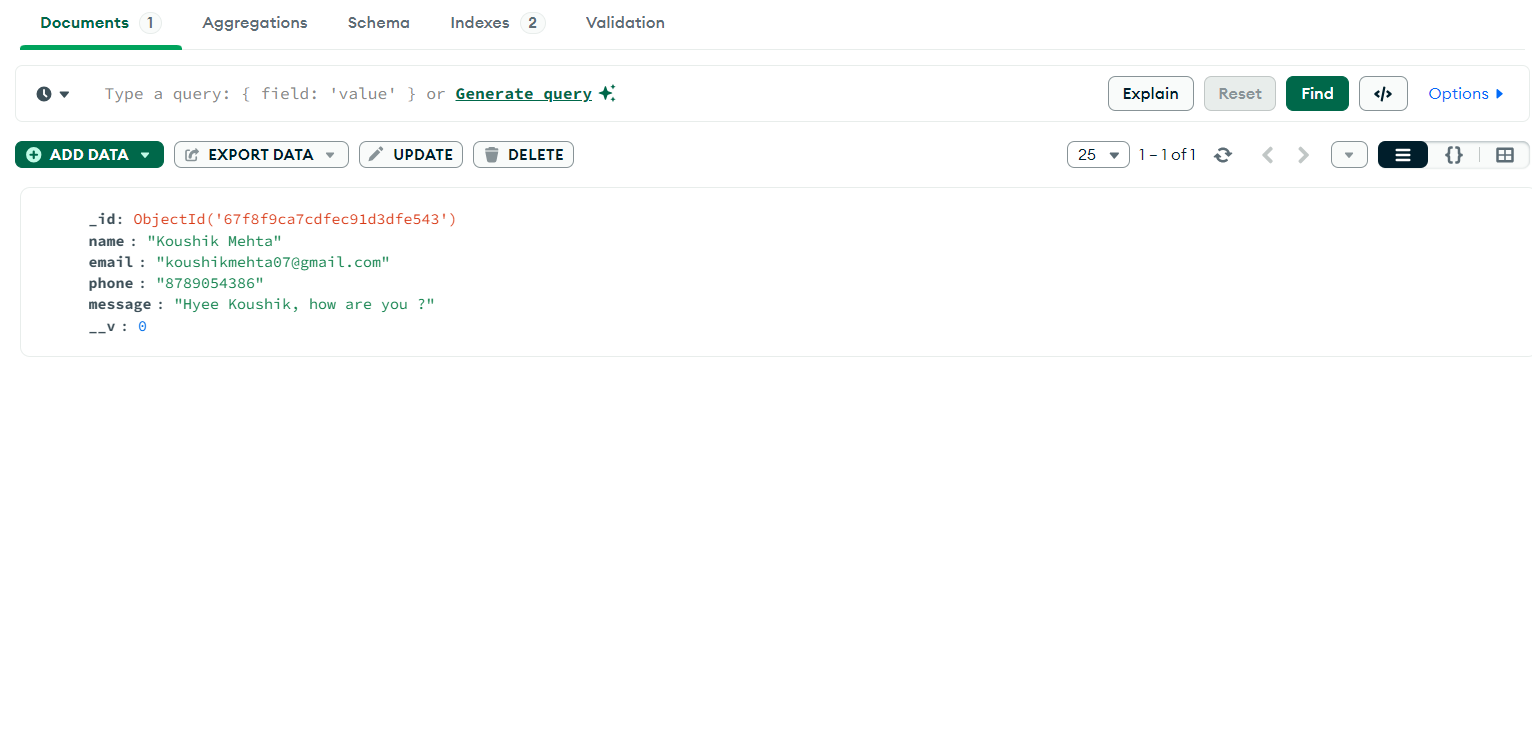 Documents 1 Aggregations Schema Indexes 2 Validation
Type a query: { field: 'value' } or Generate query Explain Reset Find </> Options
ADD DATA EXPORT DATA UPDATE DELETE 25 1 – 1 of 1 {}
_id: ObjectId('67f8f9ca7cdfec91d3dfe543')
name : "Koushik Mehta"
email : "koushikmehta07@gmail.com"
phone : "8789054386"
message : "Hyee Koushik, how are you ?"
__v : 0